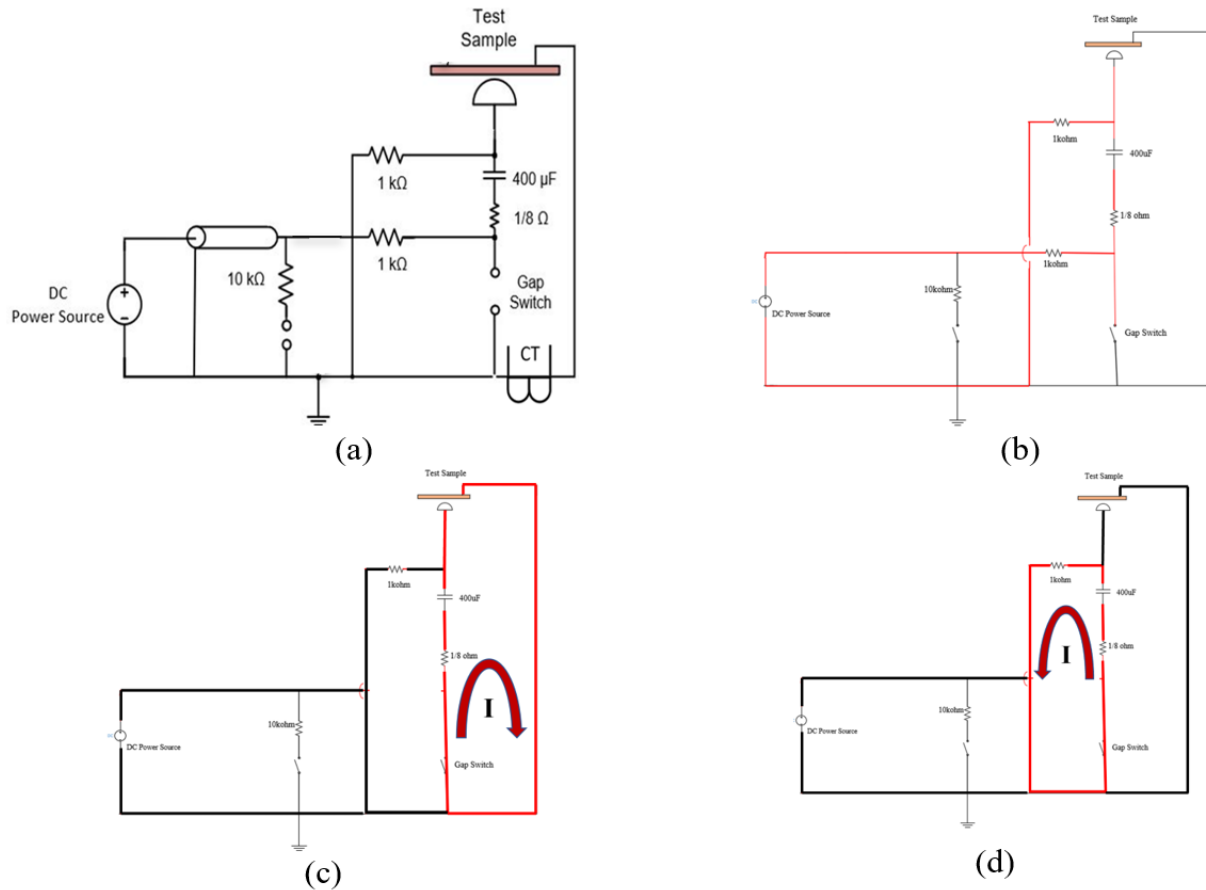 Test
Sample
1 kΩ
400 μF
1/8 Ω
1 kΩ
10 kΩ
Gap
Switch
DC
Power Source
+
−
CT
(a)
Test Sample
1kohm
400uF
1/8 ohm
1kohm
10kohm
DC Power Source
Gap Switch
(b)
Test Sample
1kohm
400uF
1/8 ohm
I
10kohm
DC Power Source
Gap Switch
(c)
Test Sample
1kohm
400uF
I
1/8 ohm
10kohm
DC Power Source
Gap Switch
(d)